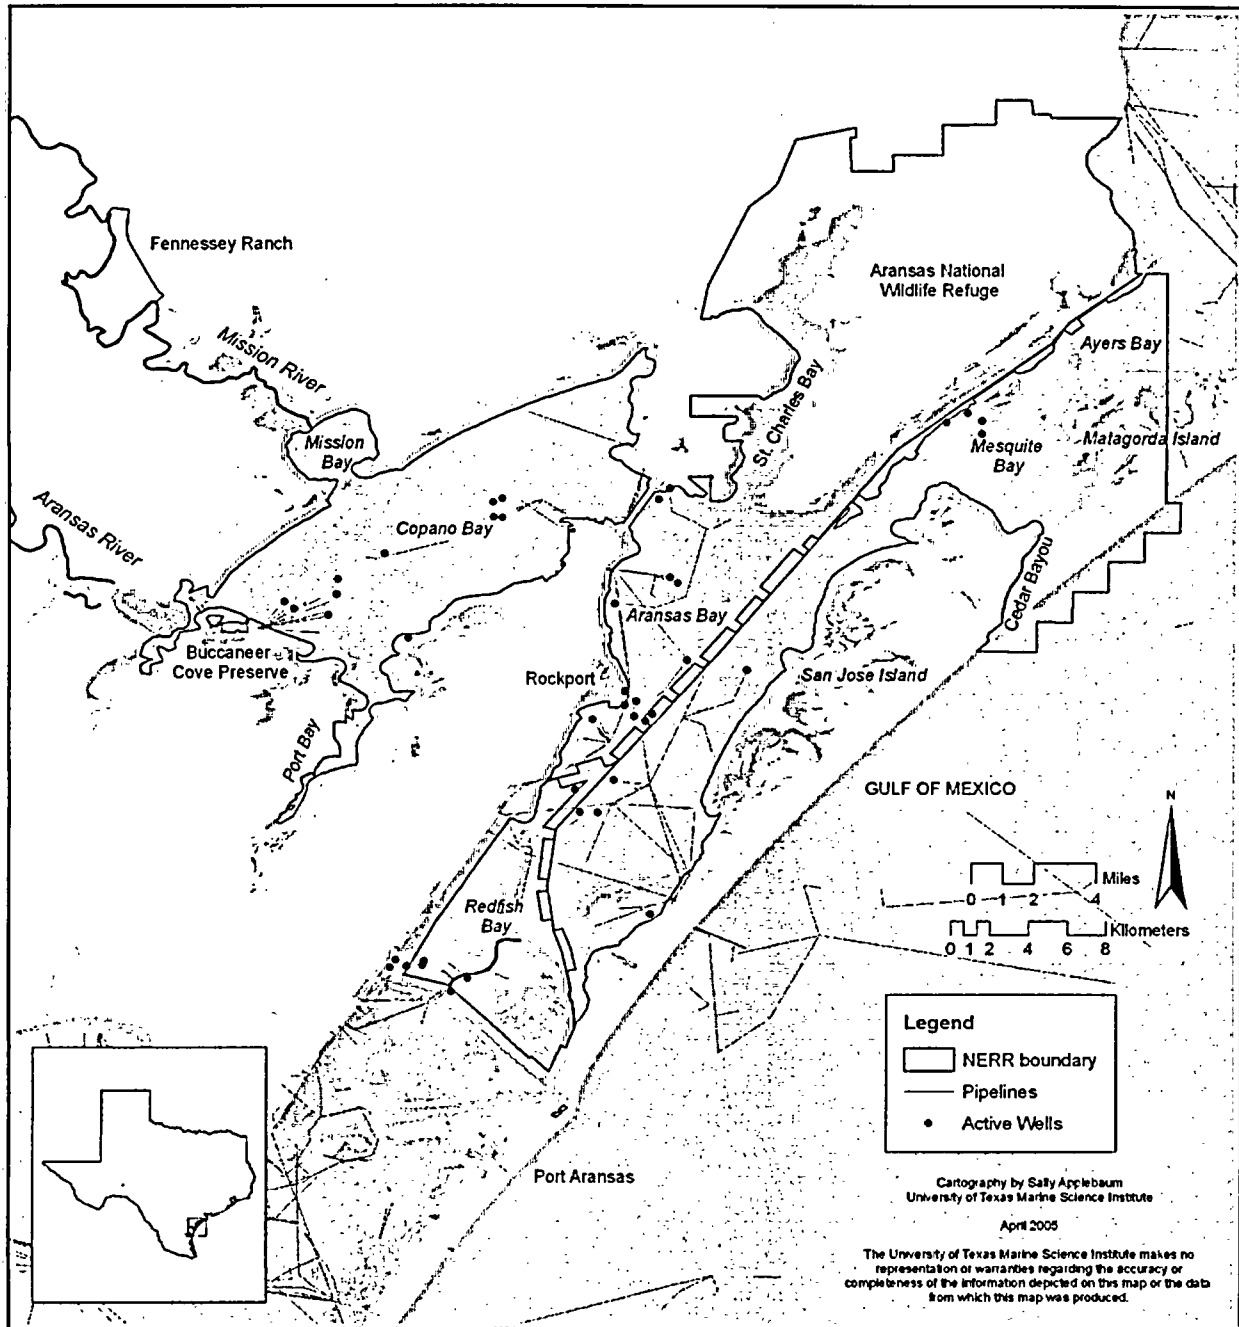 Fennessey Ranch
Aransas National
Wildlife Refuge
Mission River
Ayers Bay
St. Charles Bay
Mission
Bay
Matagorda Island
Mesquite
Bay
Aransas River
Copano Bay
Cedar Bayou
Aransas Bay
Buccaneer
Cove Preserve
Rockport
San Jose Island
Port Bay
GULF OF MEXICO
N
Miles
0 1 2 4
Redfish
Bay
Kilometers
0 1 2 4 6 8
Legend
NERR boundary
Pipelines
Active Wells
Port Aransas
Cartography by Sally Applebaum
University of Texas Marine Science Institute
April 2005
The University of Texas Marine Science Institute makes no
representation or warranties regarding the accuracy or
completeness of the information depicted on this map or the data
from which this map was produced.